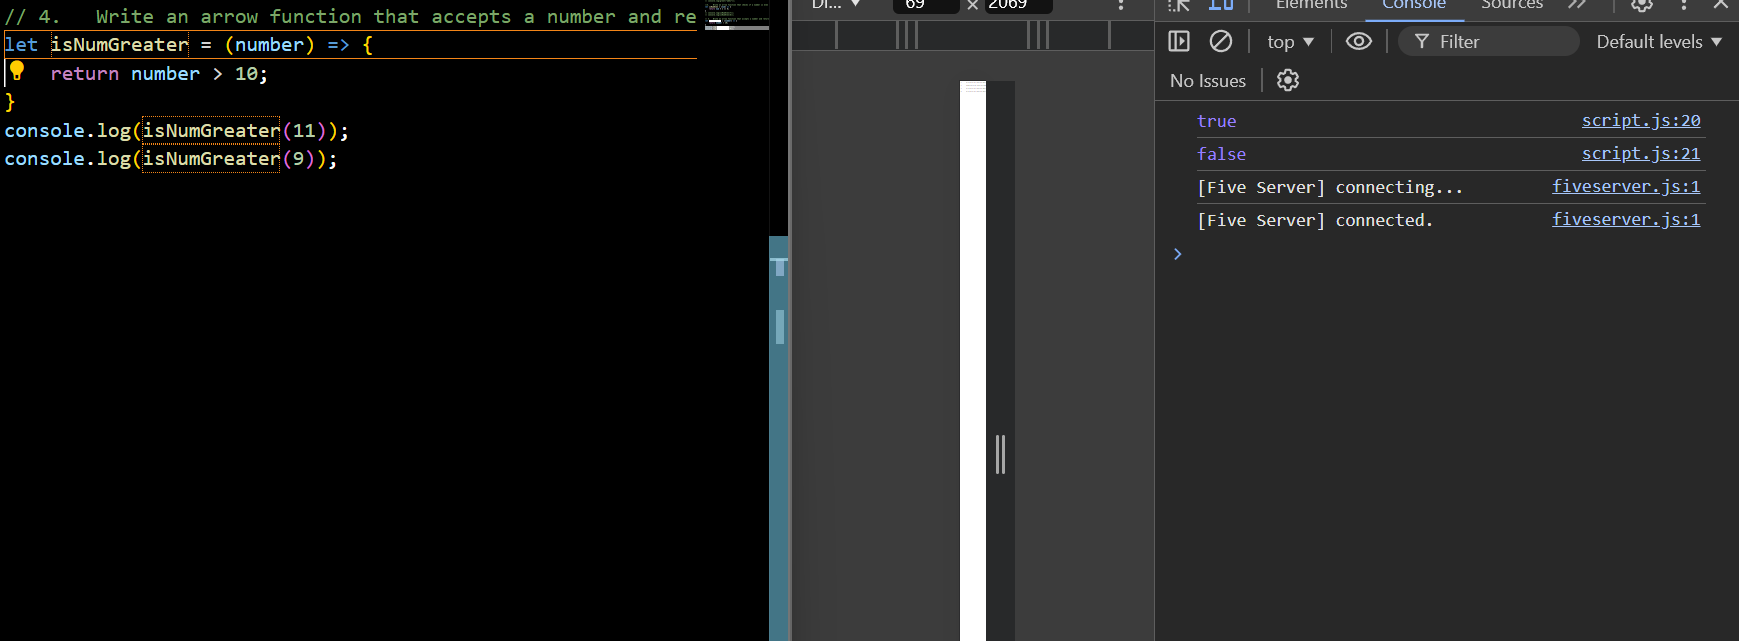 // 4.   Write an arrow function that accepts a number and re
let isNumGreater = (number) => {
    return number > 10;
}
console.log(isNumGreater(11));
console.log(isNumGreater(9));
Di... ▼ 69 × 2069
Elements Console Sources
top ▼ Filter Default levels ▼
No Issues
true script.js:20
false script.js:21
[Five Server] connecting... fiveserver.js:1
[Five Server] connected. fiveserver.js:1
>